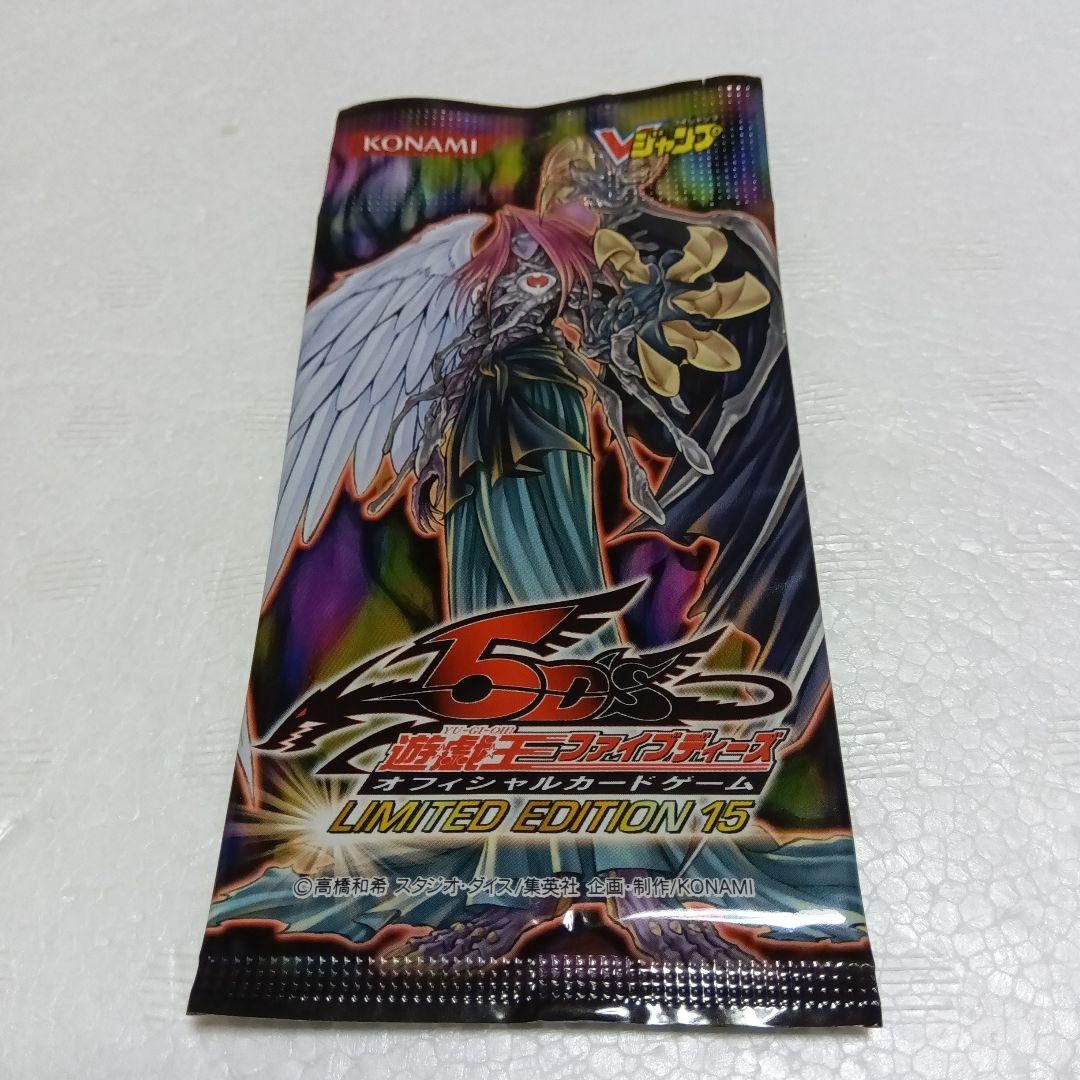 KONAMI
Vジャンプ
5D'S
YU-GI-OH!
遊戯王ファイブディーズ
オフィシャルカードゲーム
LIMITED EDITION 15
©高橋和希 スタジオ・ダイス/集英社 企画・制作/KONAMI